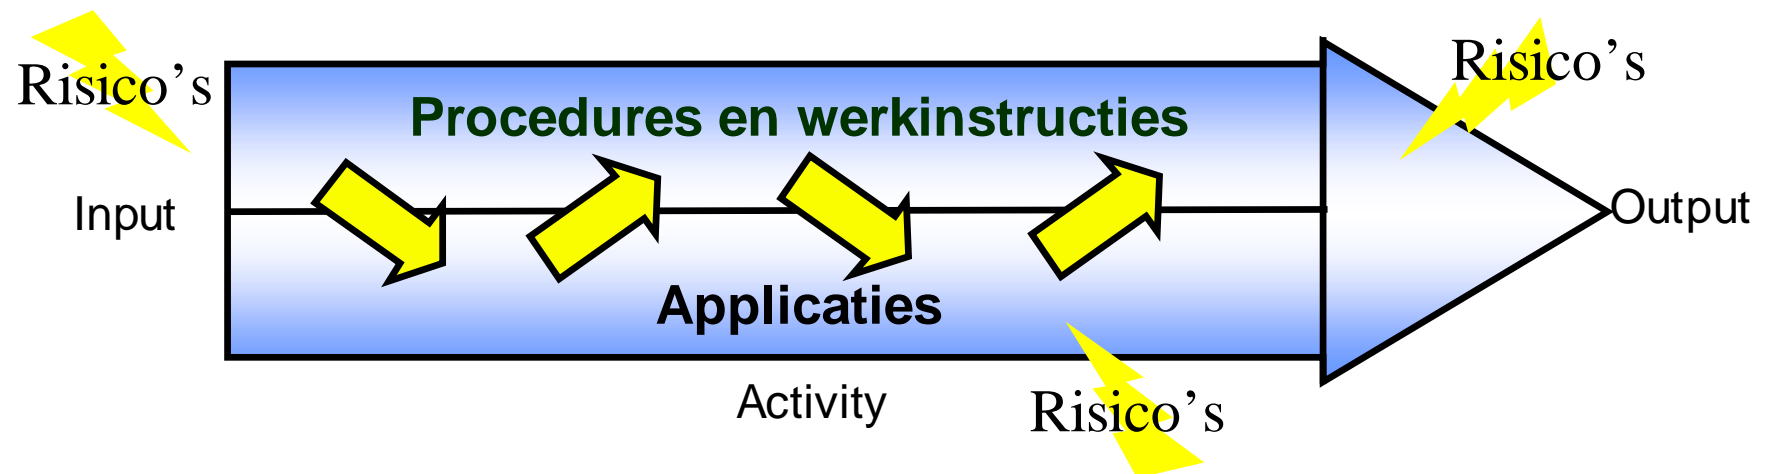 Risico’s
Risico’s
Procedures en werkinstructies
Input
Output
Applicaties
Activity
Risico’s